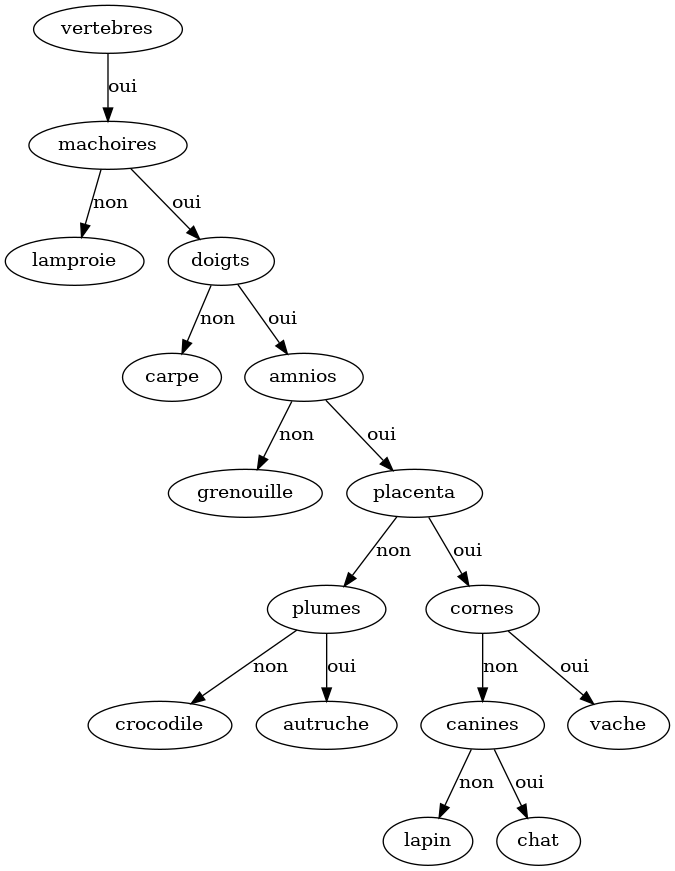 vertebres
oui
machoires
non
oui
lamproie
doigts
non
oui
carpe
amnios
non
oui
grenouille
placenta
non
oui
plumes
cornes
non
oui
non
oui
crocodile
autruche
canines
vache
non
oui
lapin
chat